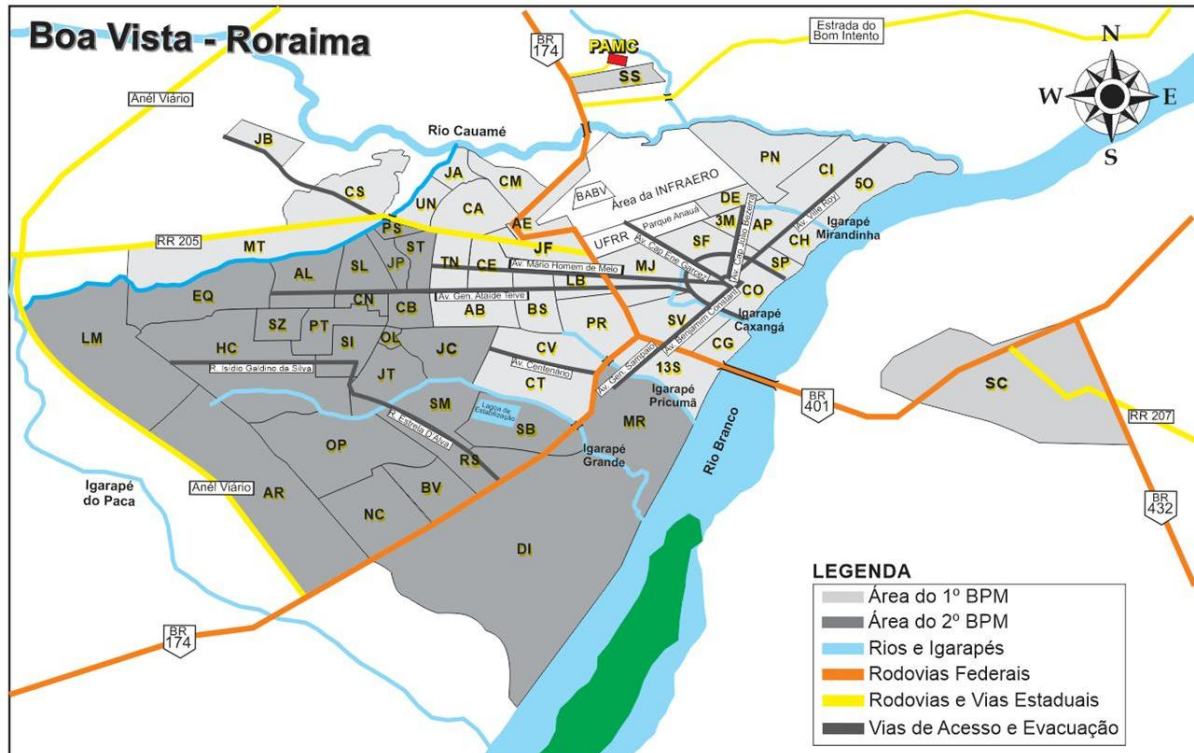 Boa Vista - Roraima
BR
174
PAMC
SS
Estrada do
Bom Intento
N
W
E
S
Anél Viário
JB
Rio Cauamé
CS
JA
CM
UN
CA
AE
BABV
Área da INFRAERO
PN
CI
5O
DE
3M
AP
Av. Ville Roy
Igarapé
Mirandinha
Parque Anauá
UFRR
SF
Av. Cap Ene Garcez
Av. Cap Júlio Bezerra
CH
SP
RR 205
MT
PS
ST
JP
SL
AL
EQ
TN
CE
JF
Av. Mário Homem de Melo
LB
MJ
CO
Igarapé
Caxangá
LM
CN
CB
Av. Gen. Ataíde Teive
AB
BS
PR
SV
Av. Benjamim Constant
CG
SZ
PT
SI
OL
JC
CV
Av. Centenário
CT
Av. Gen. Sampaio
13S
Igarapé
Pricumã
BR
401
SC
RR 207
HC
R. Isídio Galdino da Silva
JT
SM
Lagoa de
Estabilização
SB
MR
Rio Branco
OP
R. Estrela D'Alva
RS
Igarapé
Grande
Igarapé
do Paca
Anél Viário
AR
BV
NC
DI
BR
432
BR
174
LEGENDA
Área do 1º BPM
Área do 2º BPM
Rios e Igarapés
Rodovias Federais
Rodovias e Vias Estaduais
Vias de Acesso e Evacuação